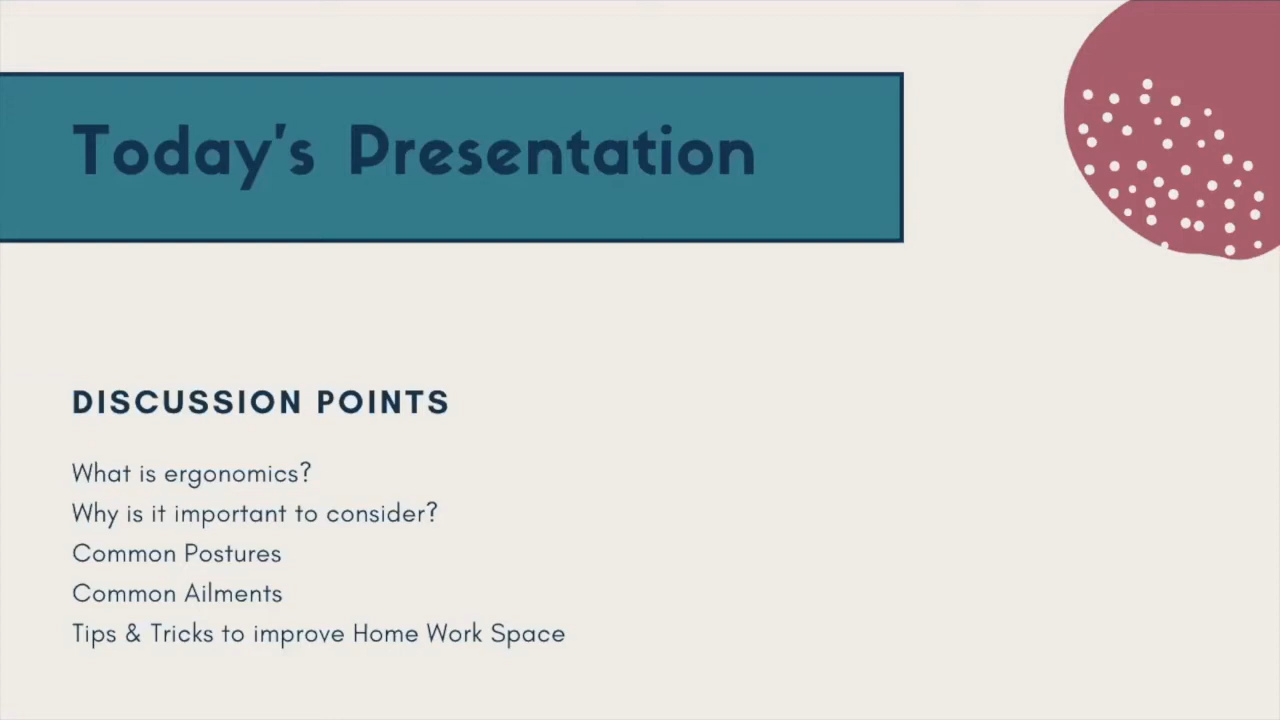 Today's Presentation
DISCUSSION POINTS
What is ergonomics?
Why is it important to consider?
Common Postures
Common Ailments
Tips & Tricks to improve Home Work Space